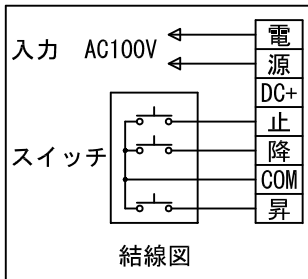 入力 AC100V
スイッチ
電
源
DC+
止
降
COM
昇
結線図